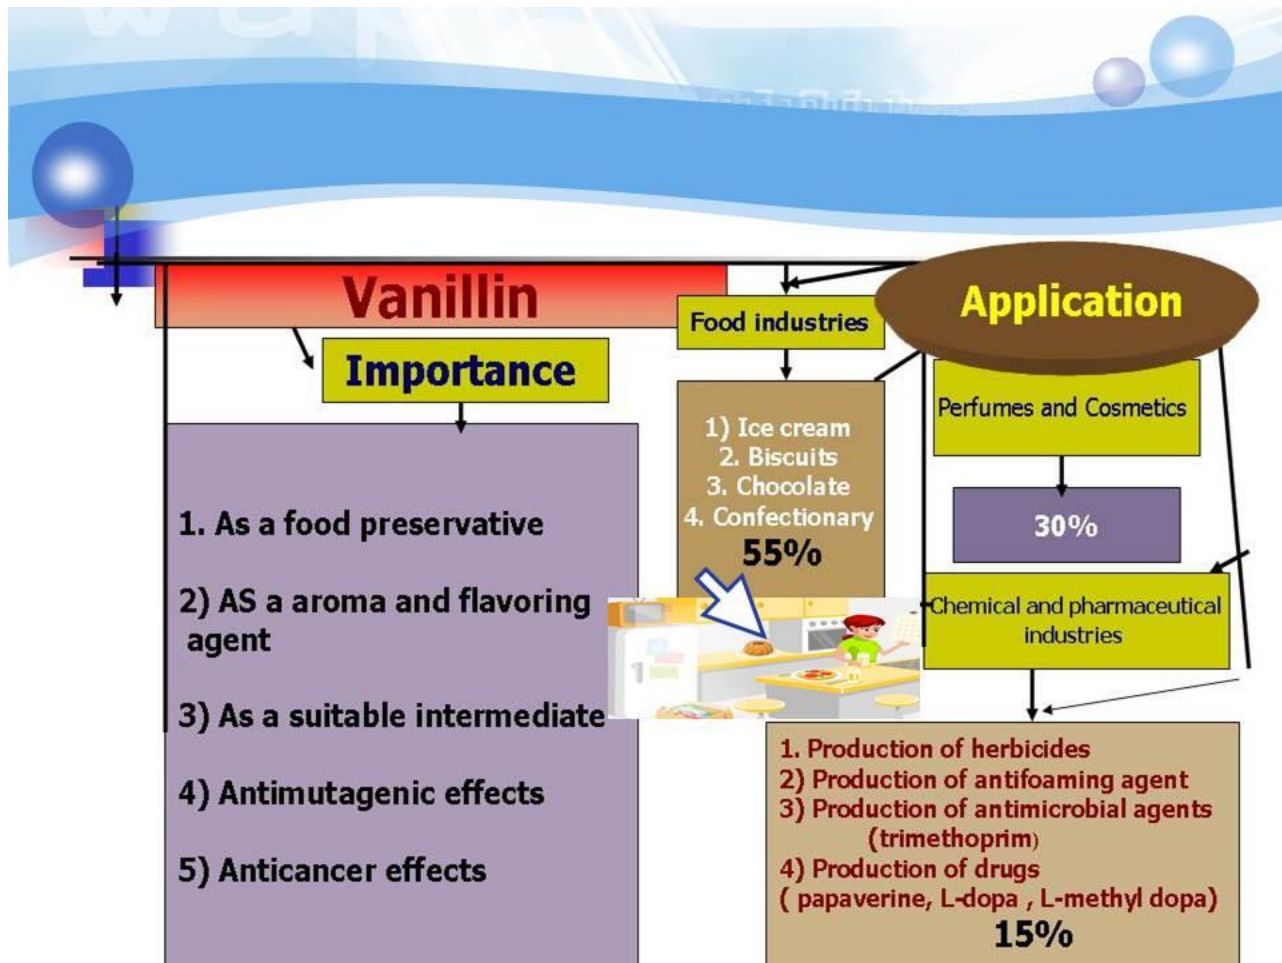 Vanillin
Importance
1. As a food preservative
2) AS a aroma and flavoring
agent
3) As a suitable intermediate
4) Antimutagenic effects
5) Anticancer effects
Application
Food industries
1) Ice cream
2. Biscuits
3. Chocolate
4. Confectionary
55%
Perfumes and Cosmetics
30%
Chemical and pharmaceutical
industries
1. Production of herbicides
2) Production of antifoaming agent
3) Production of antimicrobial agents
(trimethoprim)
4) Production of drugs
( papaverine, L-dopa , L-methyl dopa)
15%